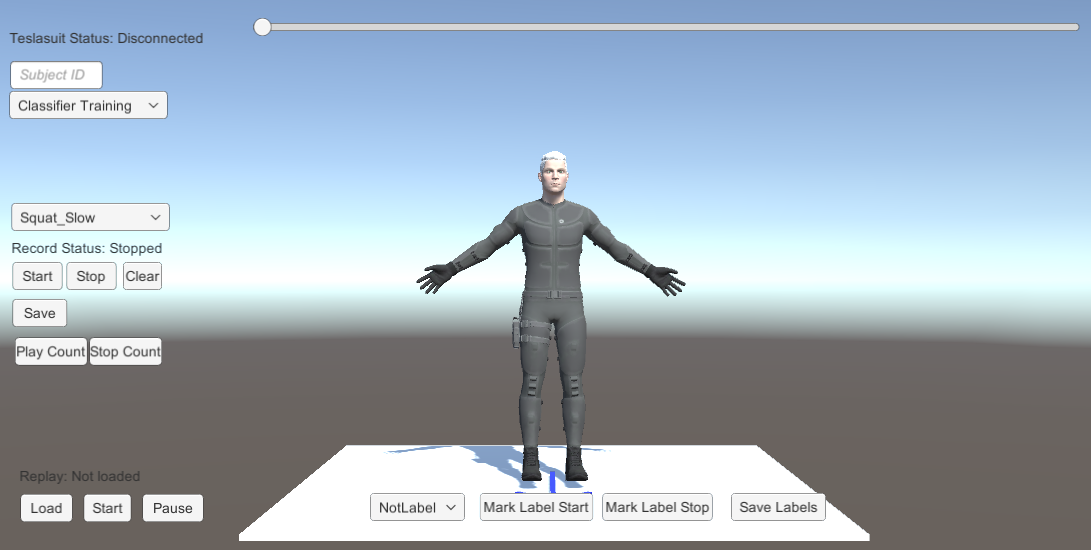 Teslasuit Status: Disconnected
Subject ID
Classifier Training
Squat_Slow
Record Status: Stopped
Start Stop Clear
Save
Play Count Stop Count
Replay: Not loaded
Load Start Pause
NotLabel Mark Label Start Mark Label Stop Save Labels